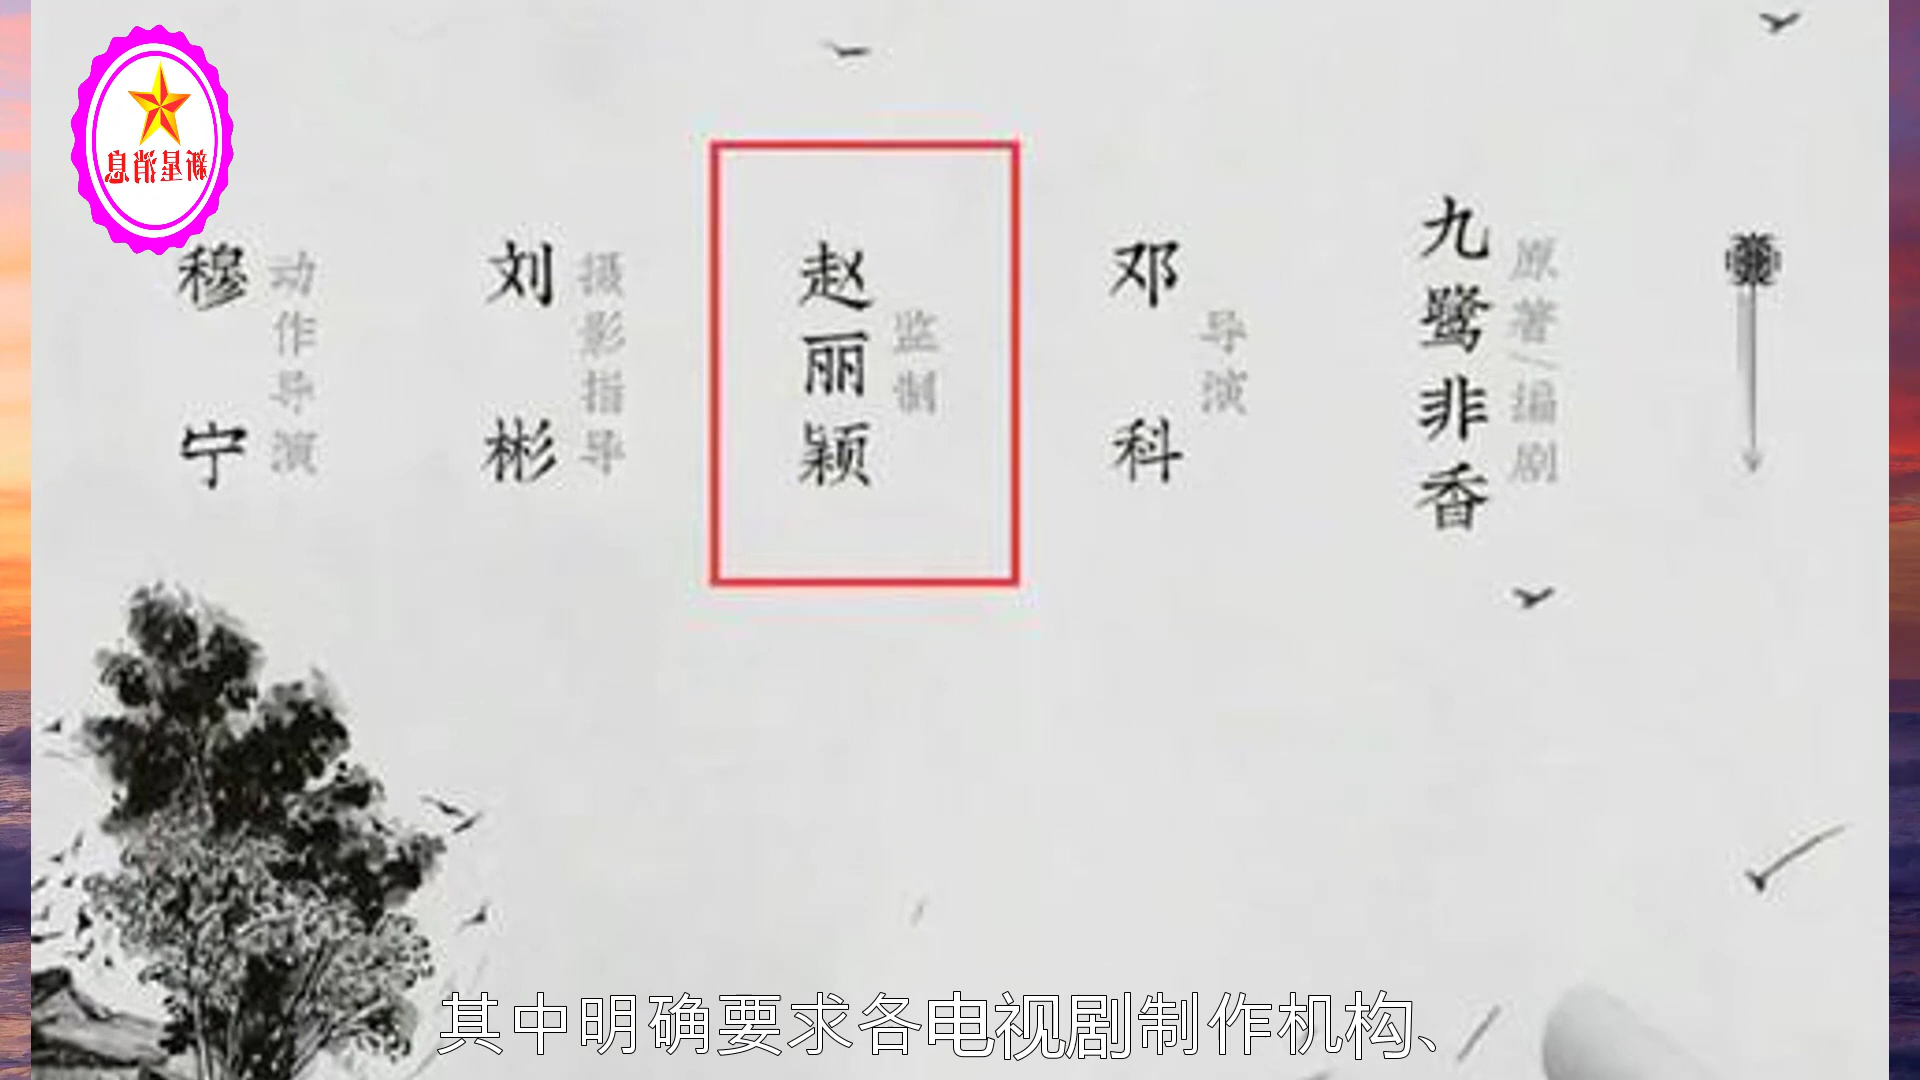 新星消息
九鹭非香
原著/编剧
邓科
导演
赵丽颖
监制
刘彬
摄影指导
穆宁
动作导演
其中明确要求各电视剧制作机构、